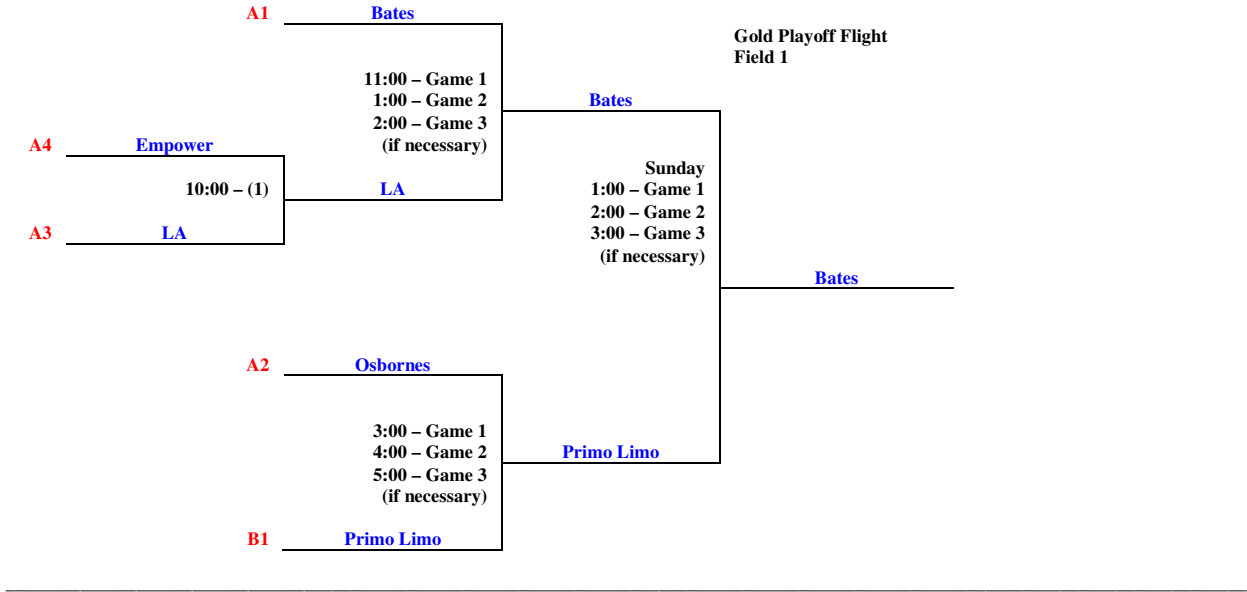 A1 Bates
Gold Playoff Flight
Field 1
11:00 – Game 1
1:00 – Game 2
2:00 – Game 3
(if necessary)
Bates
A4 Empower
10:00 – (1)
LA
A3 LA
Sunday
1:00 – Game 1
2:00 – Game 2
3:00 – Game 3
(if necessary)
Bates
A2 Osbornes
3:00 – Game 1
4:00 – Game 2
5:00 – Game 3
(if necessary)
Primo Limo
B1 Primo Limo